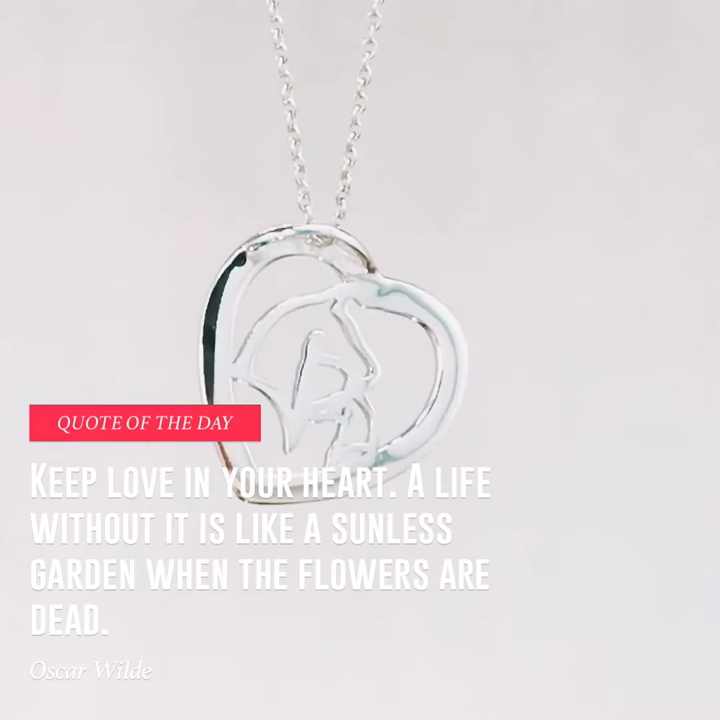 QUOTE OF THE DAY
KEEP LOVE IN YOUR HEART. A LIFE
WITHOUT IT IS LIKE A SUNLESS
GARDEN WHEN THE FLOWERS ARE
DEAD.
Oscar Wilde